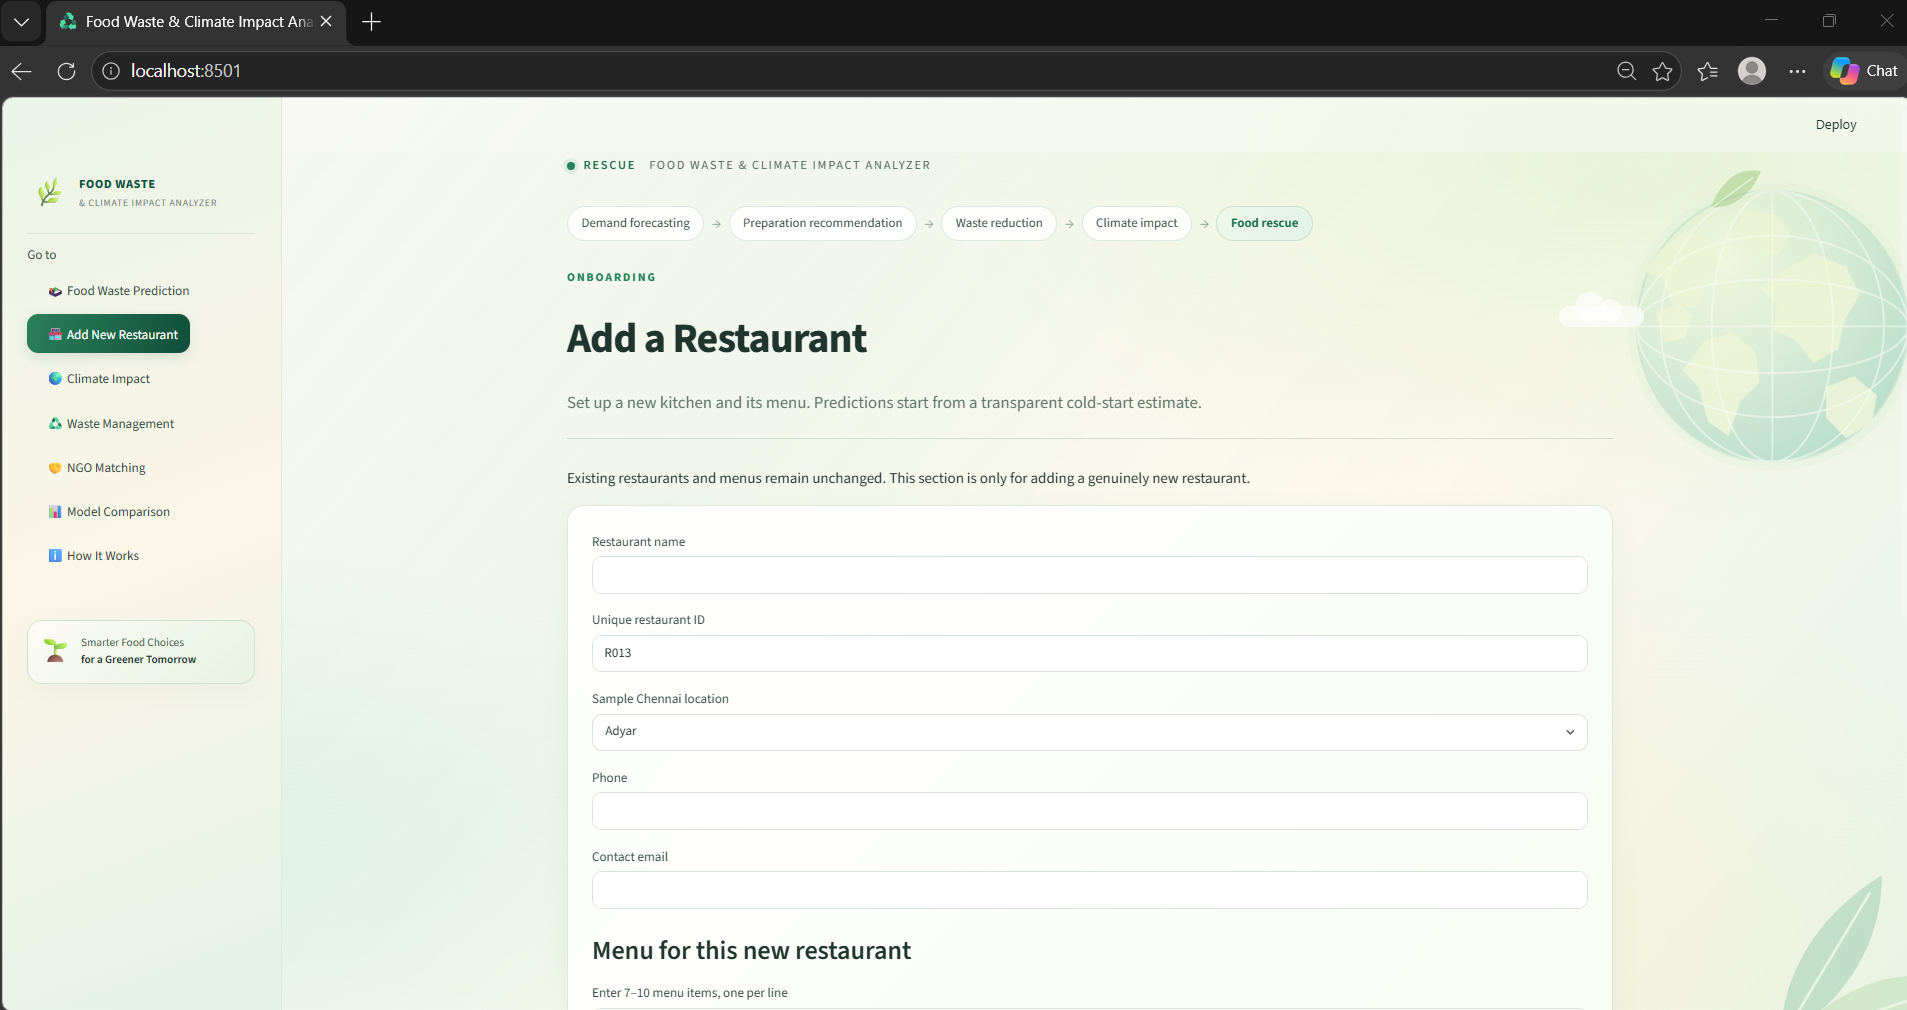 Food Waste & Climate Impact Ana
localhost:8501
Chat
Deploy
FOOD WASTE
& CLIMATE IMPACT ANALYZER
Go to
Food Waste Prediction
Add New Restaurant
Climate Impact
Waste Management
NGO Matching
Model Comparison
How It Works
Smarter Food Choices
for a Greener Tomorrow
RESCUE FOOD WASTE & CLIMATE IMPACT ANALYZER
Demand forecasting → Preparation recommendation → Waste reduction → Climate impact → Food rescue
ONBOARDING
Add a Restaurant
Set up a new kitchen and its menu. Predictions start from a transparent cold-start estimate.
Existing restaurants and menus remain unchanged. This section is only for adding a genuinely new restaurant.
Restaurant name
Unique restaurant ID
R013
Sample Chennai location
Adyar
Phone
Contact email
Menu for this new restaurant
Enter 7–10 menu items, one per line